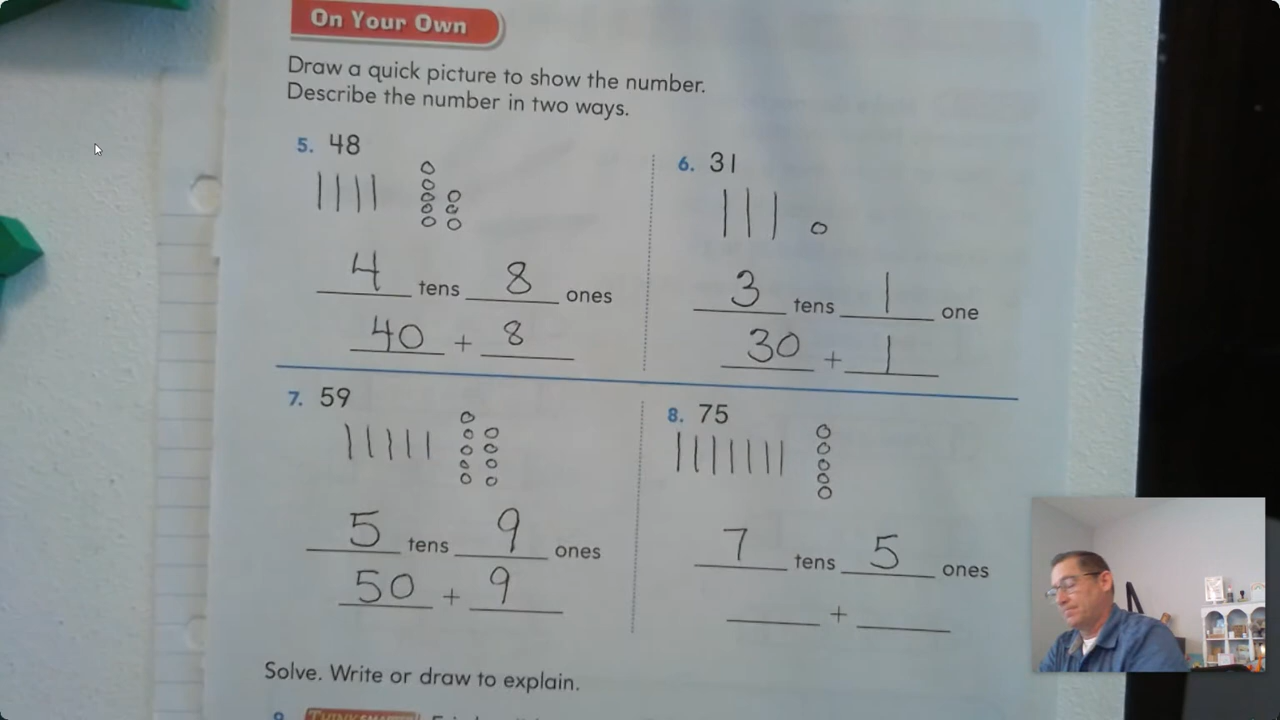 On Your Own
Draw a quick picture to show the number.
Describe the number in two ways.
5. 48
4 tens 8 ones
40 + 8
6. 31
3 tens 1 one
30 + 1
7. 59
5 tens 9 ones
50 + 9
8. 75
7 tens 5 ones
+
Solve. Write or draw to explain.